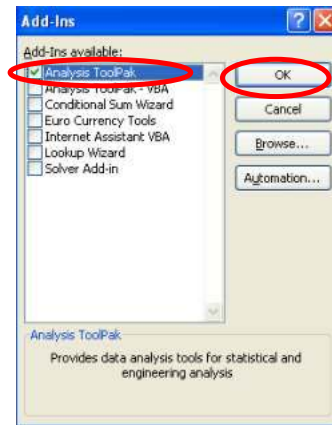 Add-Ins
Add-Ins available:
Analysis ToolPak
Analysis ToolPak - VBA
Conditional Sum Wizard
Euro Currency Tools
Internet Assistant VBA
Lookup Wizard
Solver Add-in
OK
Cancel
Browse...
Automation...
Analysis ToolPak
Provides data analysis tools for statistical and
engineering analysis